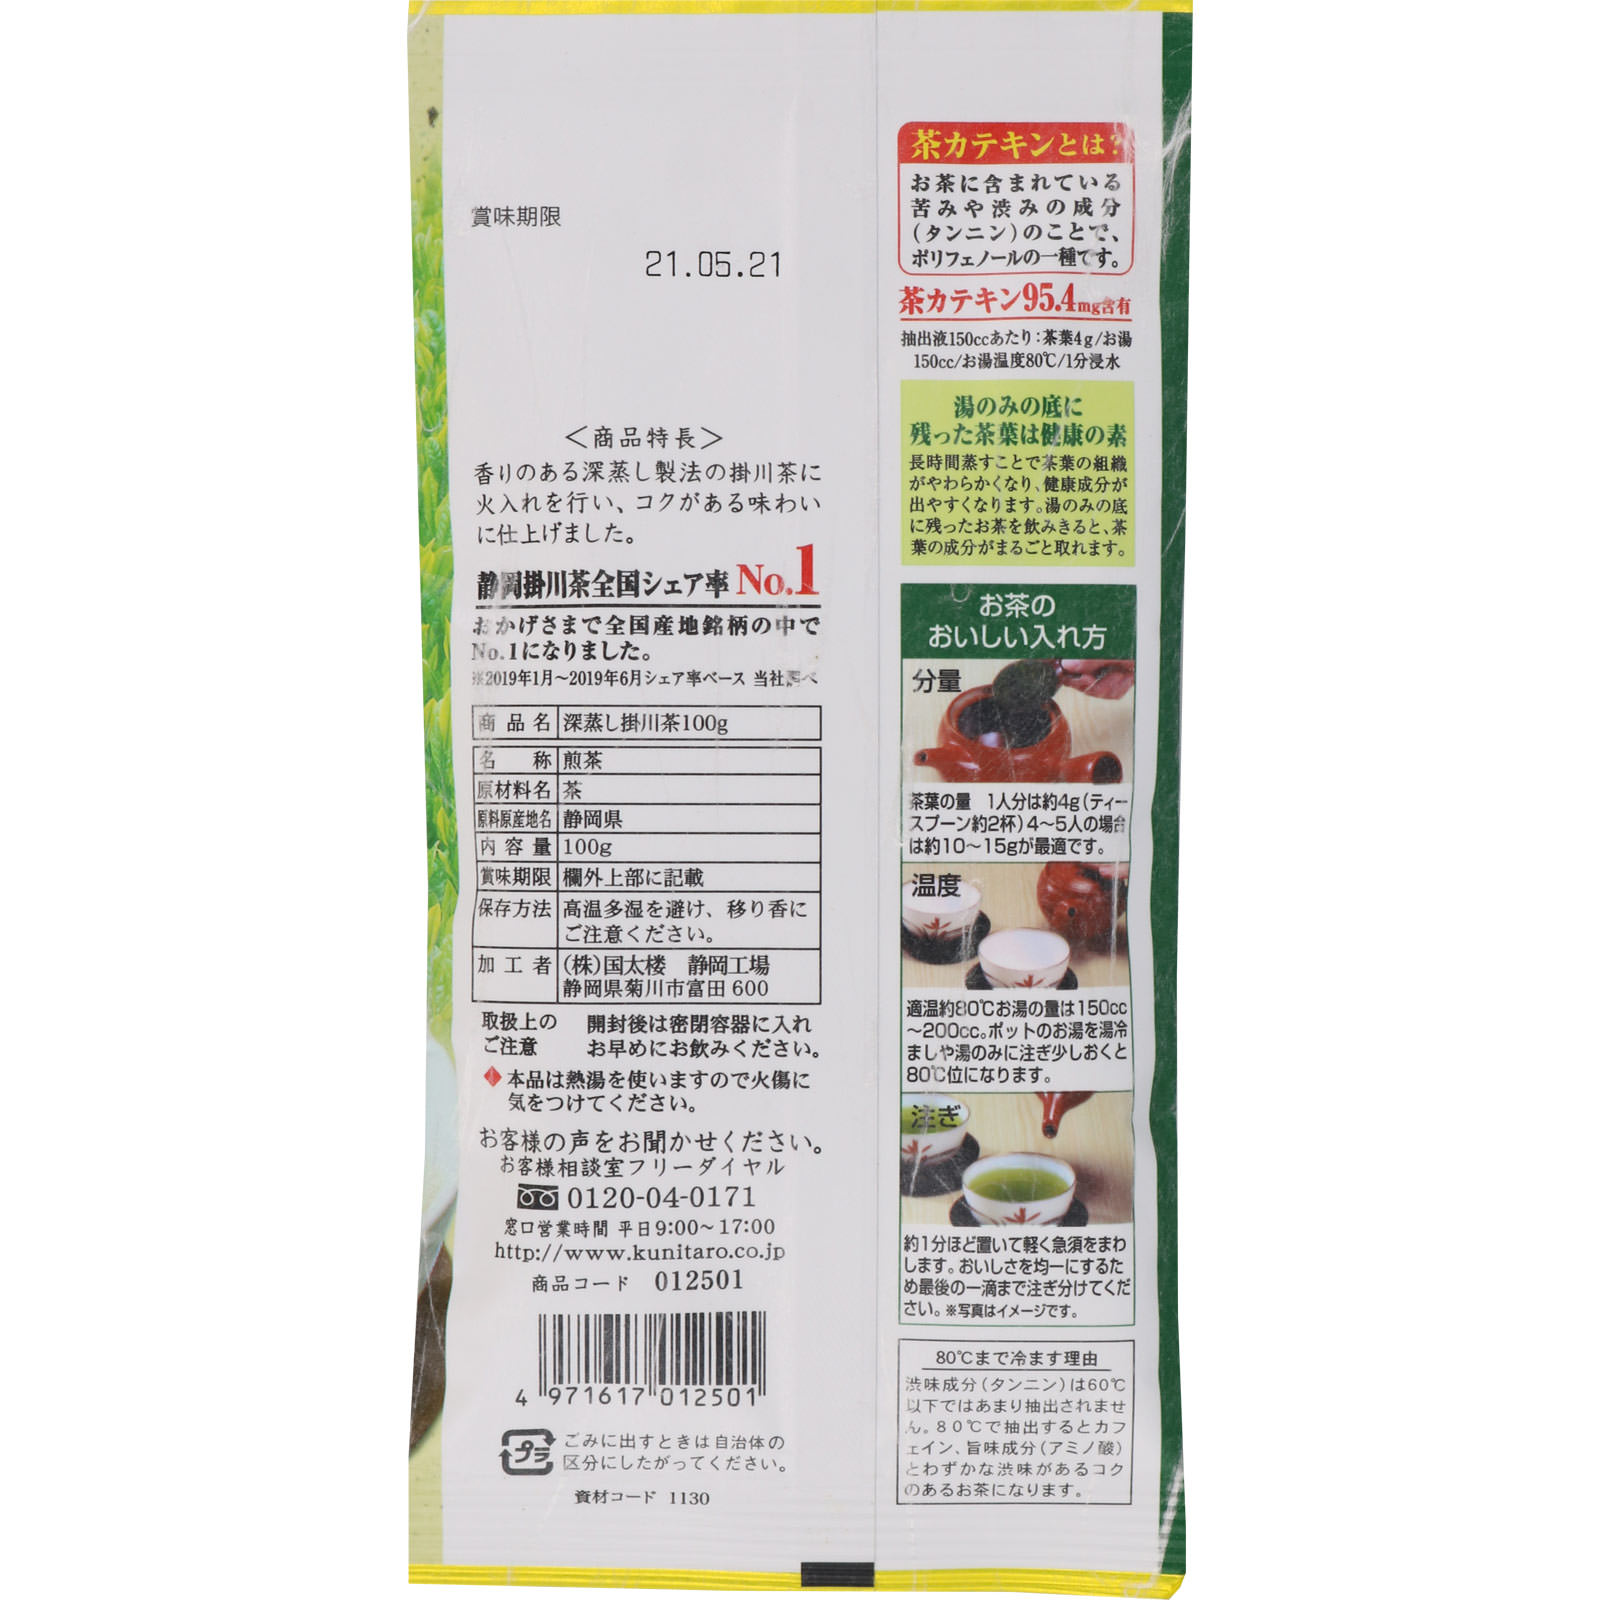 賞味期限
21.05.21
＜商品特長＞
香りのある深蒸し製法の掛川茶に
火入れを行い、コクがある味わい
に仕上げました。
静岡掛川茶全国シェア率 No.1
おかげさまで全国産地銘柄の中で
No.1になりました。
※2019年1月～2019年6月シェア率ベース 当社調べ
商品名 深蒸し掛川茶100g
名称 煎茶
原材料名 茶
原料原産地名 静岡県
内容量 100g
賞味期限 欄外上部に記載
保存方法 高温多湿を避け、移り香に
ご注意ください。
加工者 (株)国太楼 静岡工場
静岡県菊川市富田600
取扱上の 開封後は密閉容器に入れ
ご注意 お早めにお飲みください。
本品は熱湯を使いますので火傷に
気をつけてください。
お客様の声をお聞かせください。
お客様相談室フリーダイヤル
0120-04-0171
窓口営業時間 平日9:00～17:00
http://www.kunitaro.co.jp
商品コード 012501
4 971617 012501
プラ
ごみに出すときは自治体の
区分にしたがってください。
資材コード 1130
茶カテキンとは?
お茶に含まれている
苦みや渋みの成分
(タンニン)のことで、
ポリフェノールの一種です。
茶カテキン95.4mg含有
抽出液150ccあたり:茶葉4g/お湯
150cc/お湯温度80℃/1分浸水
湯のみの底に
残った茶葉は健康の素
長時間蒸すことで茶葉の組織
がやわらかくなり、健康成分が
出やすくなります。湯のみの底
に残ったお茶を飲みきると、茶
葉の成分がまるごと取れます。
お茶の
おいしい入れ方
分量
茶葉の量 1人分は約4g(ティー
スプーン約2杯)4～5人の場合
は約10～15gが最適です。
温度
適温約80℃お湯の量は150cc
～200cc。ポットのお湯を湯冷
ましや湯のみに注ぎ少しおくと
80℃位になります。
注ぎ
約1分ほど置いて軽く急須をまわ
します。おいしさを均一にするた
め最後の一滴まで注ぎ分けてくだ
さい。※写真はイメージです。
80℃まで冷ます理由
渋味成分(タンニン)は60℃
以下ではあまり抽出されませ
ん。80℃で抽出するとカフ
ェイン、旨味成分(アミノ酸)
とわずかな渋味があるコク
のあるお茶になります。